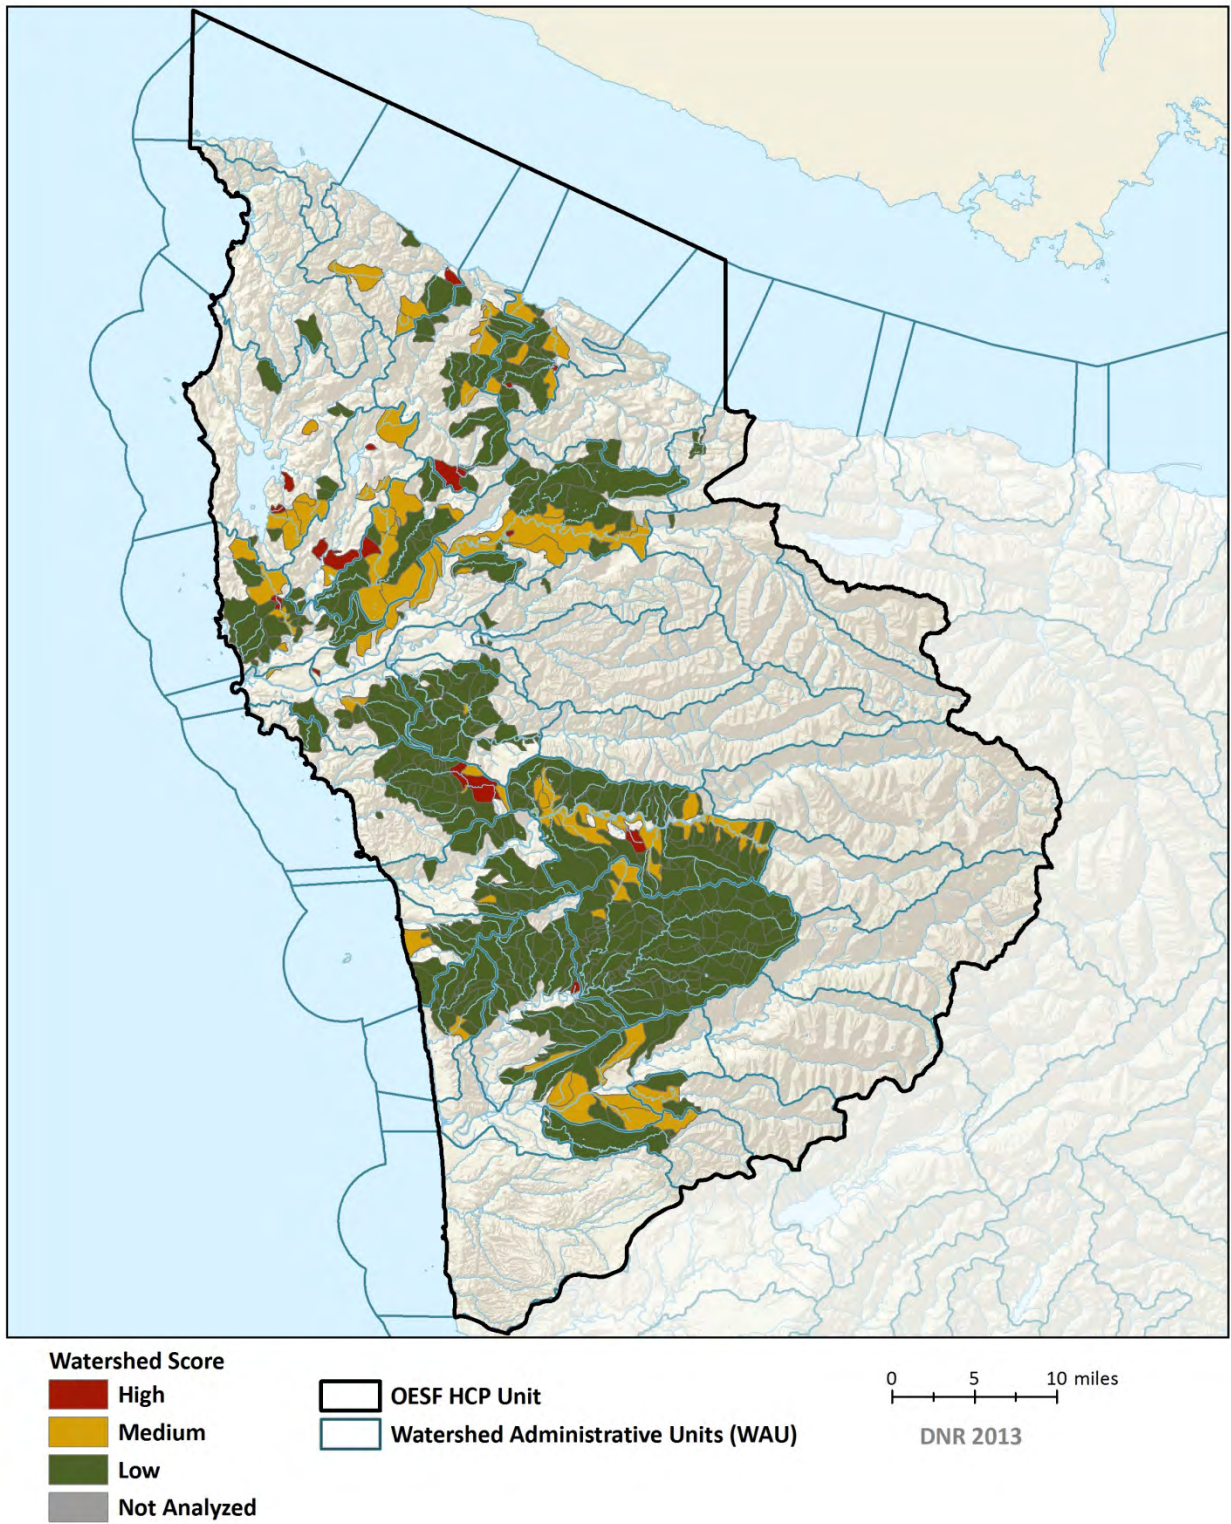 Watershed Score
High
Medium
Low
Not Analyzed
OESF HCP Unit
Watershed Administrative Units (WAU)
0 5 10 miles
DNR 2013